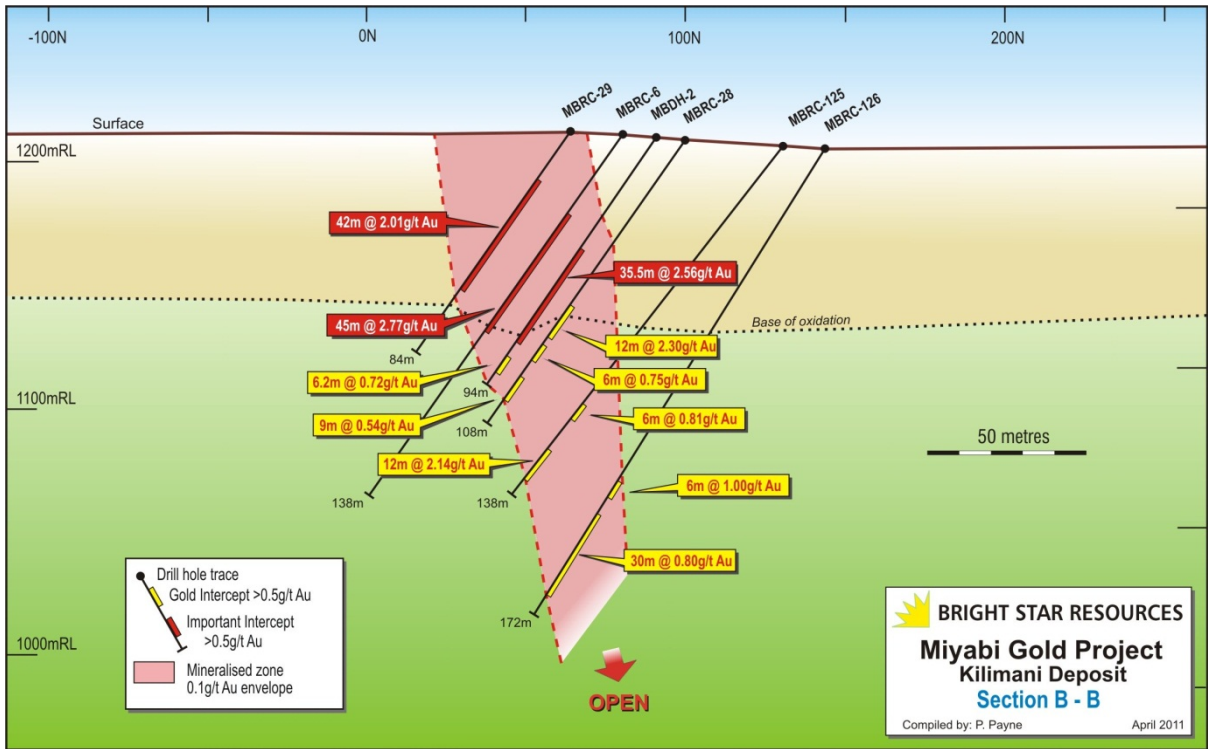 -100N
0N
100N
200N
MBRC-29
MBRC-6
MBDH-2
MBRC-28
MBRC-125
MBRC-126
Surface
1200mRL
42m @ 2.01g/t Au
35.5m @ 2.56g/t Au
45m @ 2.77g/t Au
Base of oxidation
12m @ 2.30g/t Au
84m
6.2m @ 0.72g/t Au
6m @ 0.75g/t Au
94m
1100mRL
9m @ 0.54g/t Au
6m @ 0.81g/t Au
108m
50 metres
12m @ 2.14g/t Au
6m @ 1.00g/t Au
138m
138m
30m @ 0.80g/t Au
172m
Drill hole trace
Gold Intercept >0.5g/t Au
Important Intercept
>0.5g/t Au
Mineralised zone
0.1g/t Au envelope
1000mRL
OPEN
BRIGHT STAR RESOURCES
Miyabi Gold Project
Kilimani Deposit
Section B - B
Compiled by: P. Payne
April 2011